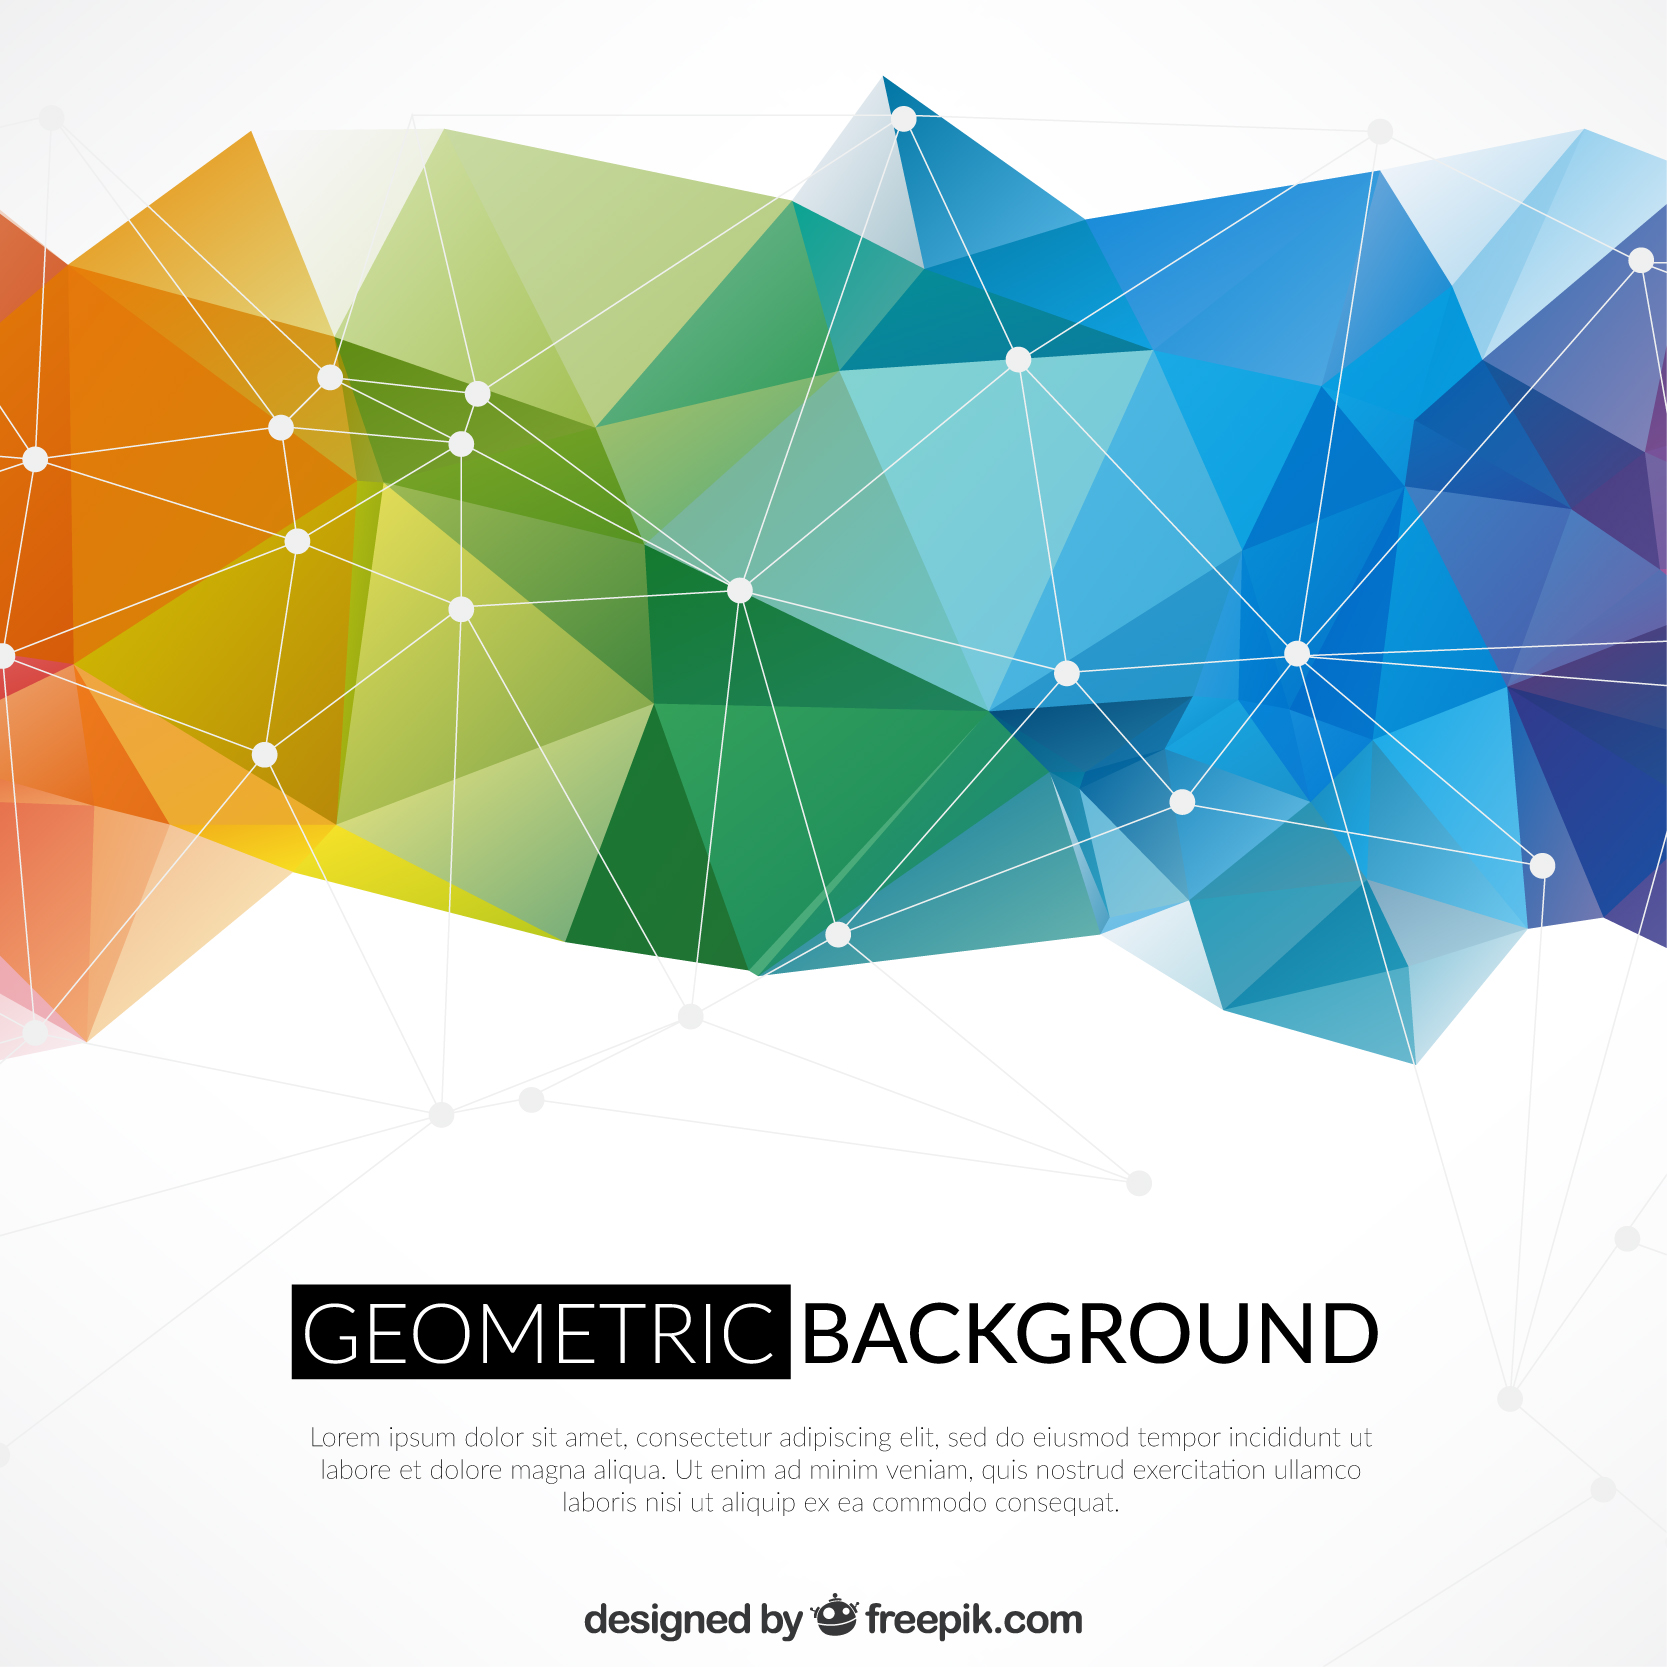 GEOMETRIC BACKGROUND
Lorem ipsum dolor sit amet, consectetur adipiscing elit, sed do eiusmod tempor incididunt ut
labore et dolore magna aliqua. Ut enim ad minim veniam, quis nostrud exercitation ullamco
laboris nisi ut aliquip ex ea commodo consequat.
designed by freepik.com